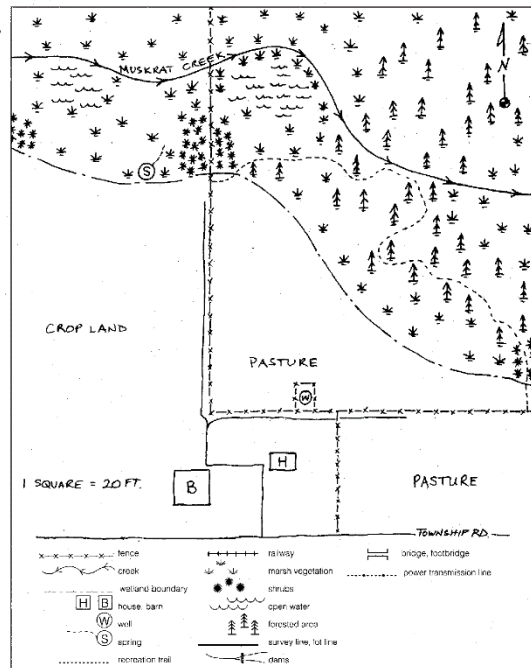 MUSKRAT CREEK
N
S
CROP LAND
PASTURE
W
H
1 SQUARE = 20 FT.
B
PASTURE
TOWNSHIP RD.
fence
railway
bridge, footbridge
creek
marsh vegetation
power transmission line
wetland boundary
shrubs
H B house, barn
open water
W well
forested area
S spring
survey line, lot line
recreation trail
dams